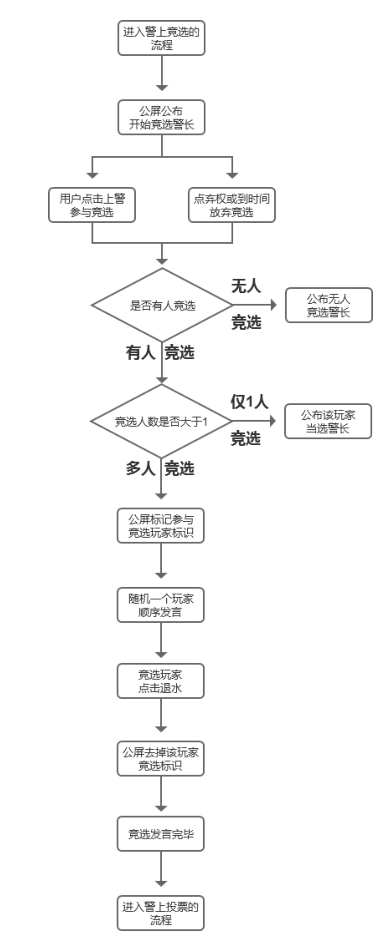 进入警上竞选的
流程
公屏公布
开始竞选警长
用户点击上警
参与竞选
点弃权或到时间
放弃竞选
是否有人竞选
无人
竞选
公布无人
竞选警长
有人 竞选
竞选人数是否大于1
仅1人
竞选
公布该玩家
当选警长
多人 竞选
公屏标记参与
竞选玩家标识
随机一个玩家
顺序发言
竞选玩家
点击退水
公屏去掉该玩家
竞选标识
竞选发言完毕
进入警上投票的
流程